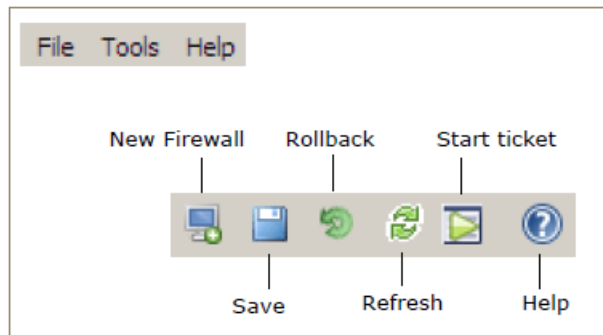 File Tools Help
New Firewall Rollback Start ticket
Save Refresh Help